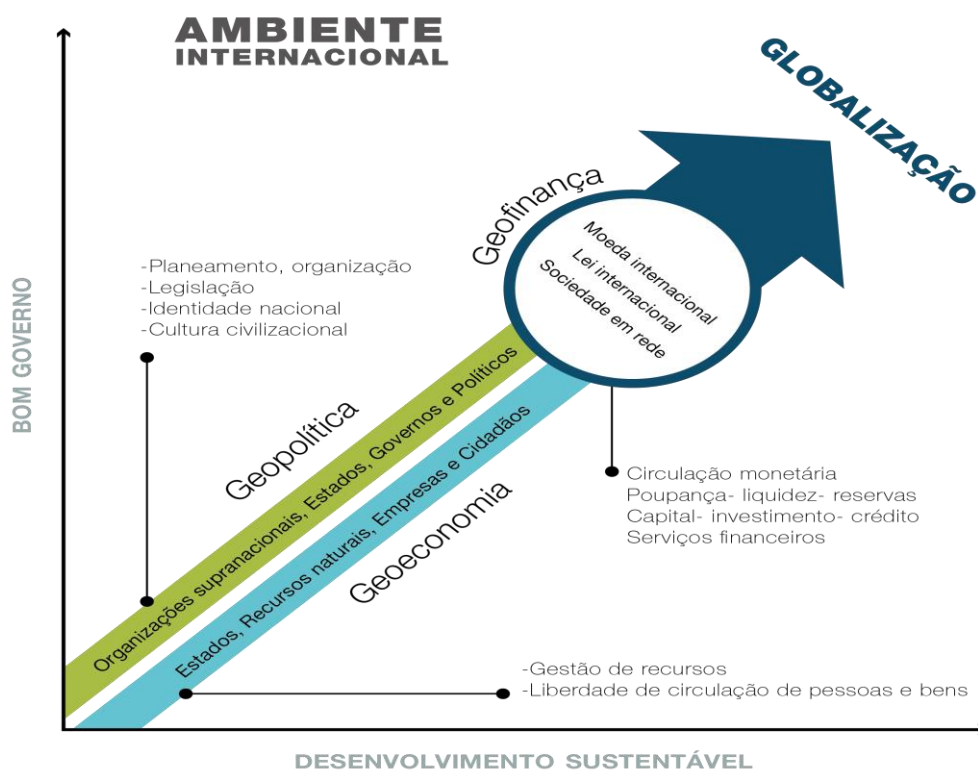 AMBIENTE
INTERNACIONAL
GLOBALIZAÇÃO
Geofinança
Moeda internacional
Lei internacional
Sociedade em rede
-Planeamento, organização
-Legislação
-Identidade nacional
-Cultura civilizacional
BOM GOVERNO
Geopolítica
Organizações supranacionais, Estados, Governos e Políticos
Estados, Recursos naturais, Empresas e Cidadãos
Geoeconomia
Circulação monetária
Poupança- liquidez- reservas
Capital- investimento- crédito
Serviços financeiros
-Gestão de recursos
-Liberdade de circulação de pessoas e bens
DESENVOLVIMENTO SUSTENTÁVEL